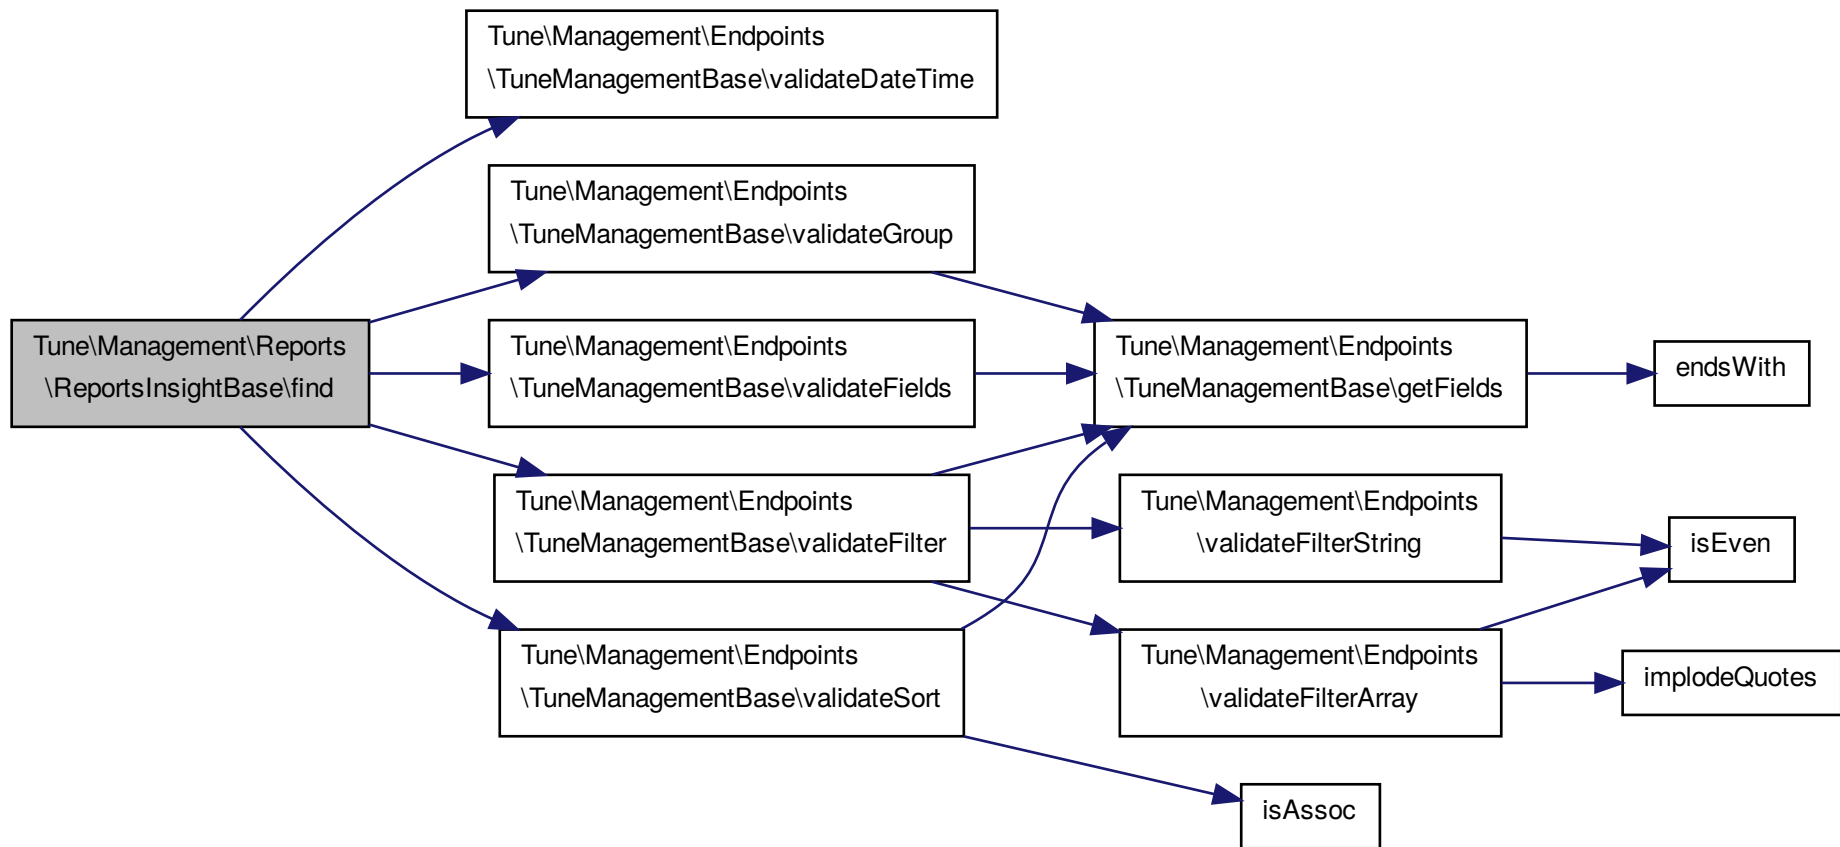 Tune\Management\Reports
\ReportsInsightBase\find
Tune\Management\Endpoints
\TuneManagementBase\validateDateTime
Tune\Management\Endpoints
\TuneManagementBase\validateGroup
Tune\Management\Endpoints
\TuneManagementBase\validateFields
Tune\Management\Endpoints
\TuneManagementBase\validateFilter
Tune\Management\Endpoints
\TuneManagementBase\validateSort
Tune\Management\Endpoints
\TuneManagementBase\getFields
Tune\Management\Endpoints
\validateFilterString
Tune\Management\Endpoints
\validateFilterArray
isAssoc
endsWith
isEven
implodeQuotes